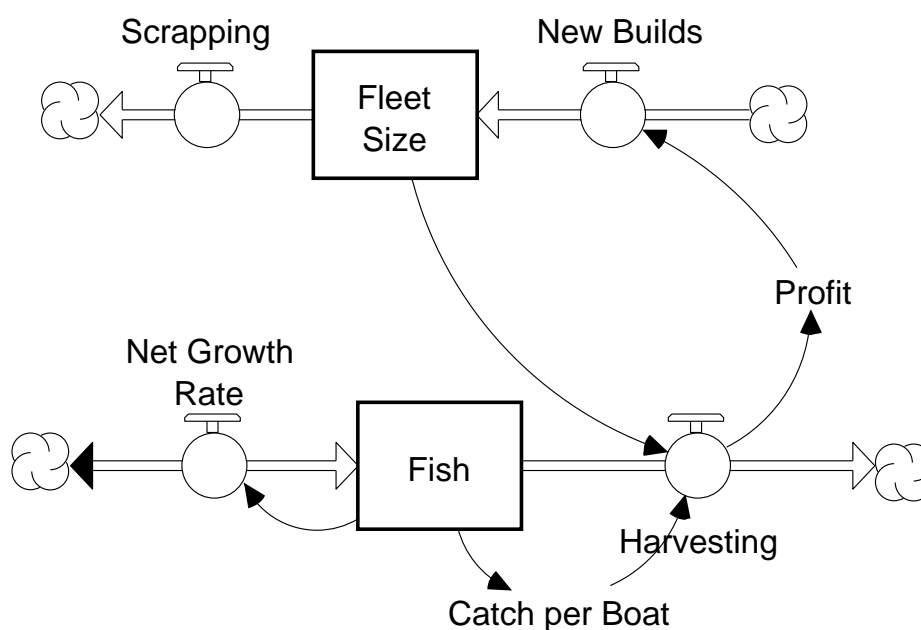 Scrapping
New Builds
Fleet
Size
Profit
Net Growth
Rate
Fish
Harvesting
Catch per Boat